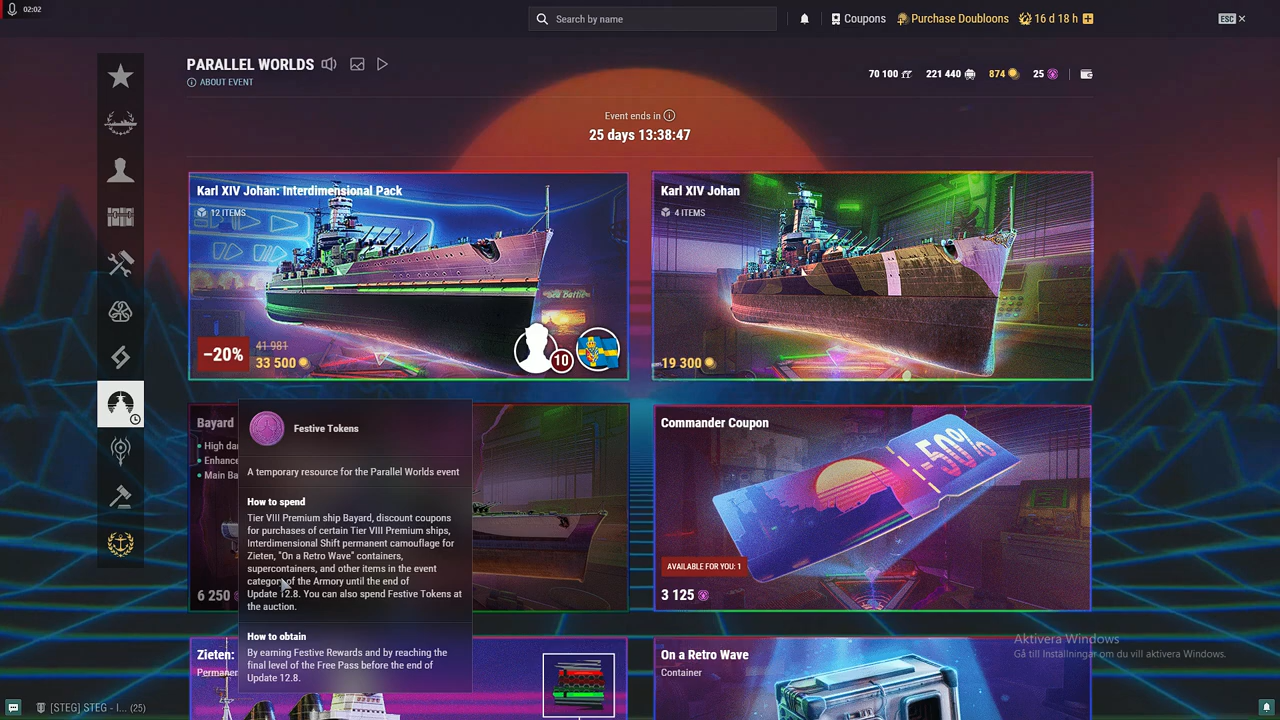 02:02
Search by name
Coupons
Purchase Doubloons
16 d 18 h
ESC
PARALLEL WORLDS
ABOUT EVENT
70 100
221 440
874
25
Event ends in
25 days 13:38:47
Karl XIV Johan: Interdimensional Pack
12 ITEMS
Sea Battle
-20%
41 981
33 500
10
Karl XIV Johan
4 ITEMS
19 300
Bayard
• High da
• Enhance
• Main Ba
6 250
Festive Tokens
A temporary resource for the Parallel Worlds event
How to spend
Tier VIII Premium ship Bayard, discount coupons
for purchases of certain Tier VIII Premium ships,
Interdimensional Shift permanent camouflage for
Zieten, "On a Retro Wave" containers,
supercontainers, and other items in the event
category of the Armory until the end of
Update 12.8. You can also spend Festive Tokens at
the auction.
How to obtain
By earning Festive Rewards and by reaching the
final level of the Free Pass before the end of
Update 12.8.
Commander Coupon
-50%
AVAILABLE FOR YOU: 1
3 125
Zieten:
Permaner
On a Retro Wave
Container
Aktivera Windows
Gå till Inställningar om du vill aktivera Windows.
[STEG] STEG - I... (25)